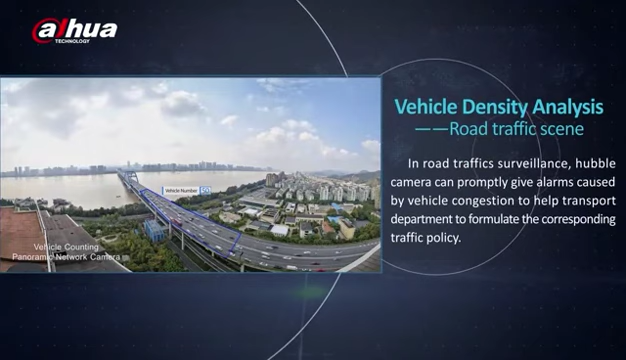 alhua
TECHNOLOGY
Vehicle Density Analysis
——Road traffic scene
In road traffics surveillance, hubble
camera can promptly give alarms caused
by vehicle congestion to help transport
department to formulate the corresponding
traffic policy.
Vehicle Number 50
Vehicle Counting
Panoramic Network Camera